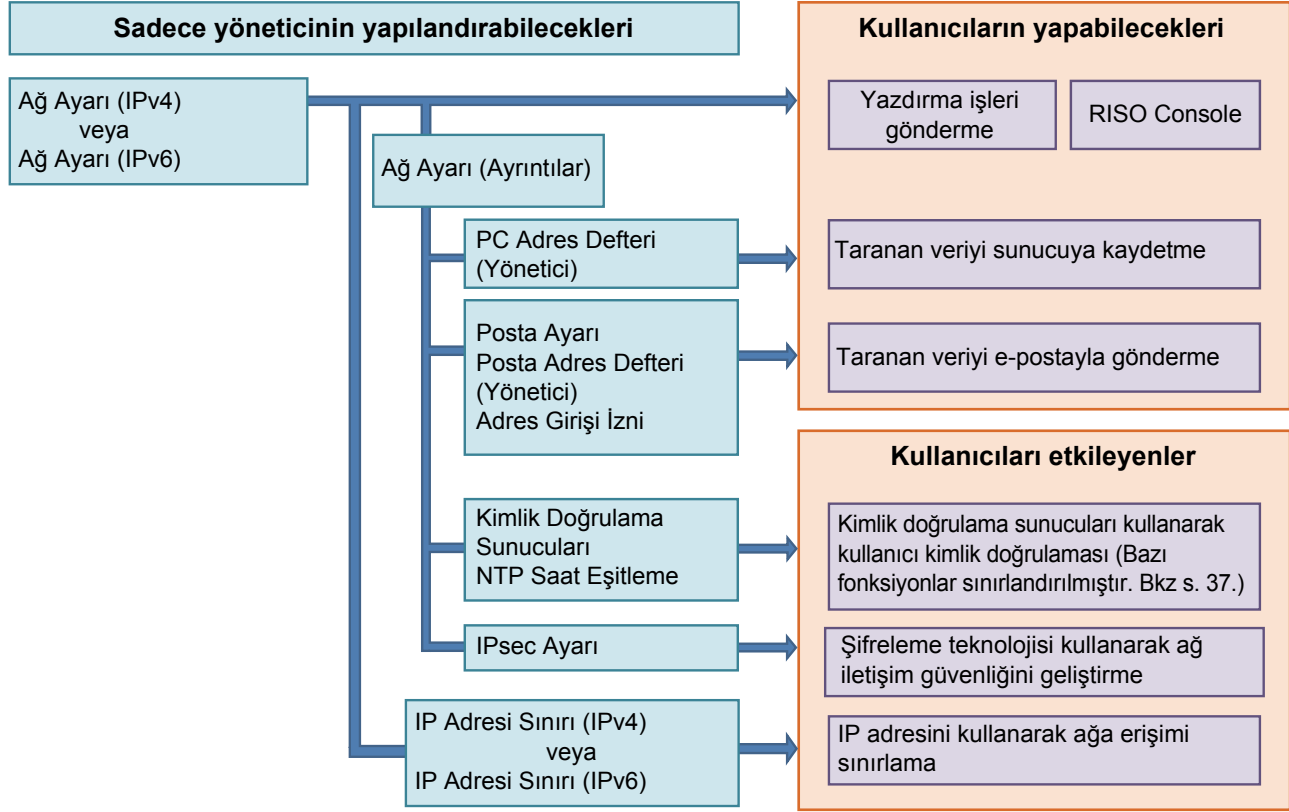 Sadece yöneticinin yapılandırabilecekleri
Kullanıcıların yapabilecekleri
Ağ Ayarı (IPv4)
veya
Ağ Ayarı (IPv6)
Yazdırma işleri
gönderme
RISO Console
Ağ Ayarı (Ayrıntılar)
PC Adres Defteri
(Yönetici)
Taranan veriyi sunucuya kaydetme
Posta Ayarı
Posta Adres Defteri
(Yönetici)
Adres Girişi İzni
Taranan veriyi e-postayla gönderme
Kullanıcıları etkileyenler
Kimlik Doğrulama
Sunucuları
NTP Saat Eşitleme
Kimlik doğrulama sunucuları kullanarak
kullanıcı kimlik doğrulaması (Bazı
fonksiyonlar sınırlandırılmıştır. Bkz s. 37.)
IPsec Ayarı
Şifreleme teknolojisi kullanarak ağ
iletişim güvenliğini geliştirme
IP Adresi Sınırı (IPv4)
veya
IP Adresi Sınırı (IPv6)
IP adresini kullanarak ağa erişimi
sınırlama